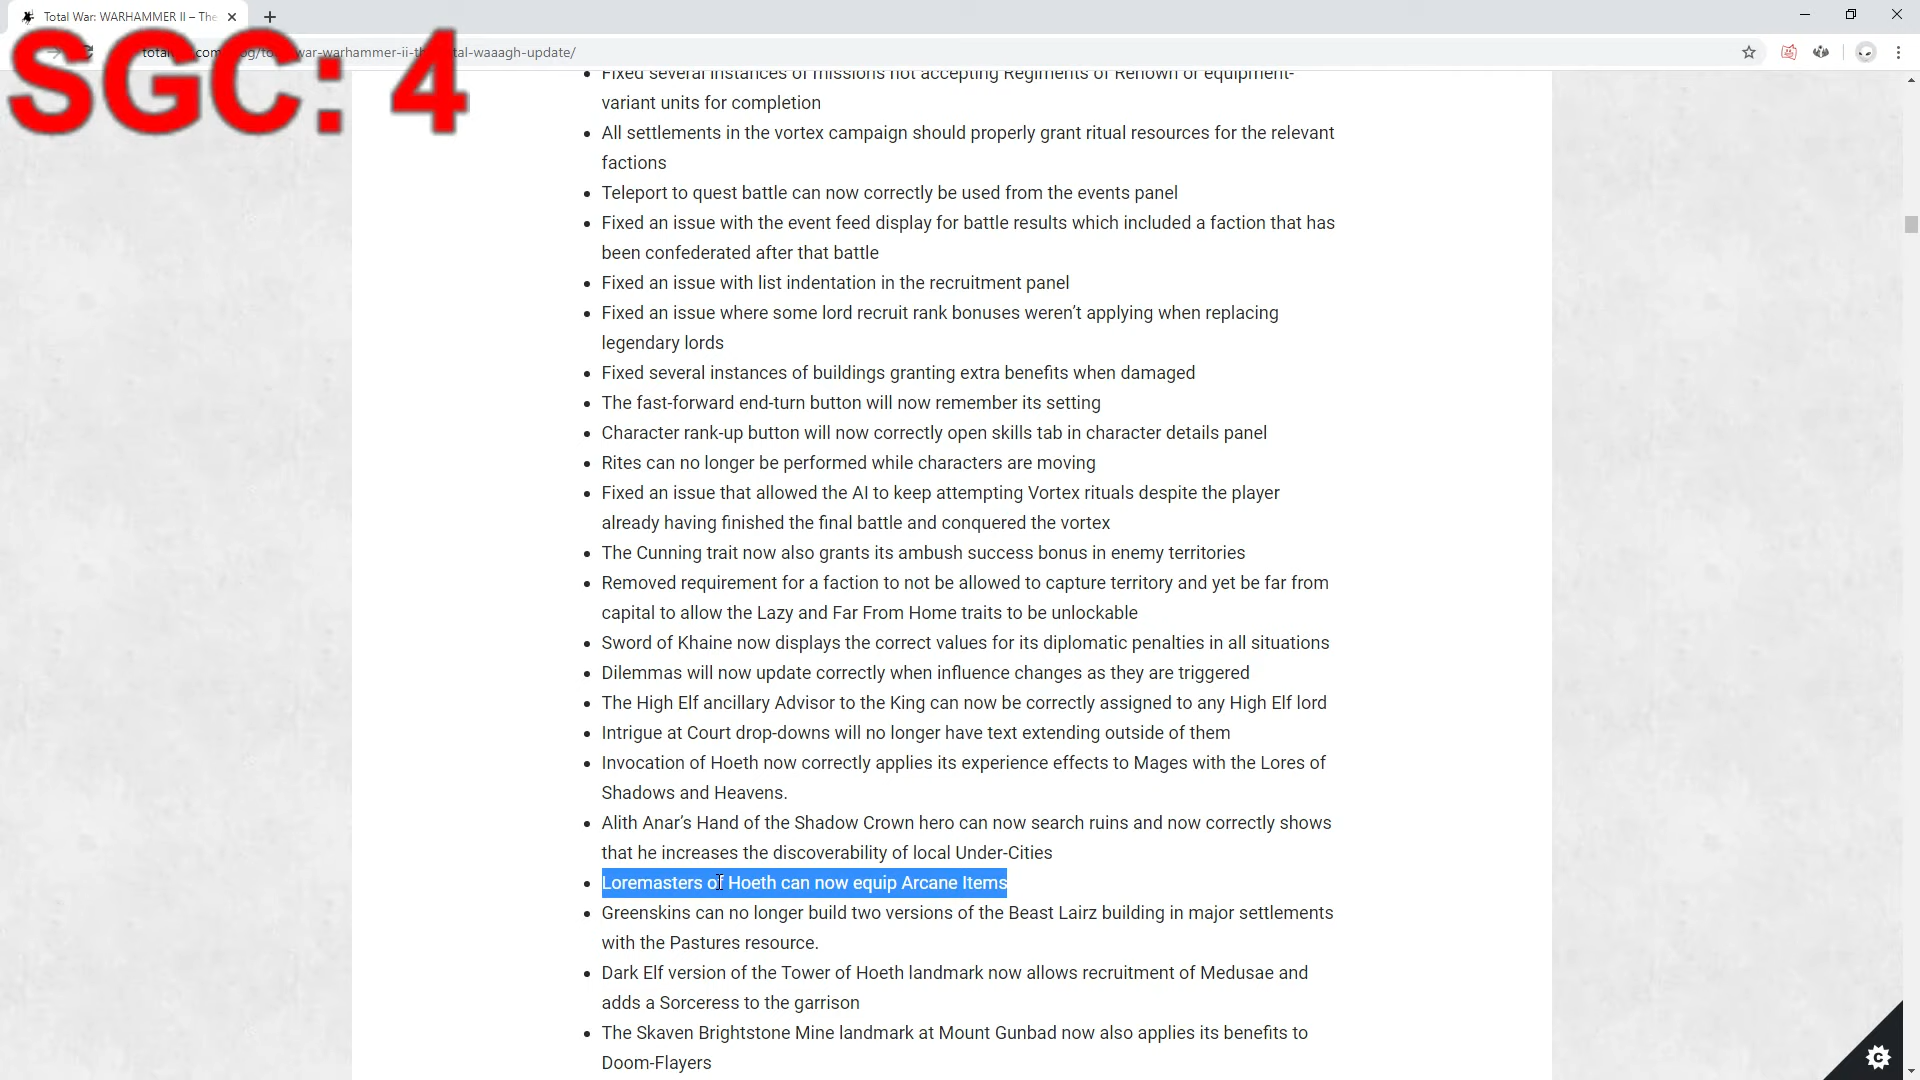 Total War: WARHAMMER II – The
SGC: 4
Fixed several instances of missions not accepting Regiments of Renown or equipment-
variant units for completion
All settlements in the vortex campaign should properly grant ritual resources for the relevant
factions
Teleport to quest battle can now correctly be used from the events panel
Fixed an issue with the event feed display for battle results which included a faction that has
been confederated after that battle
Fixed an issue with list indentation in the recruitment panel
Fixed an issue where some lord recruit rank bonuses weren’t applying when replacing
legendary lords
Fixed several instances of buildings granting extra benefits when damaged
The fast-forward end-turn button will now remember its setting
Character rank-up button will now correctly open skills tab in character details panel
Rites can no longer be performed while characters are moving
Fixed an issue that allowed the AI to keep attempting Vortex rituals despite the player
already having finished the final battle and conquered the vortex
The Cunning trait now also grants its ambush success bonus in enemy territories
Removed requirement for a faction to not be allowed to capture territory and yet be far from
capital to allow the Lazy and Far From Home traits to be unlockable
Sword of Khaine now displays the correct values for its diplomatic penalties in all situations
Dilemmas will now update correctly when influence changes as they are triggered
The High Elf ancillary Advisor to the King can now be correctly assigned to any High Elf lord
Intrigue at Court drop-downs will no longer have text extending outside of them
Invocation of Hoeth now correctly applies its experience effects to Mages with the Lores of
Shadows and Heavens.
Alith Anar’s Hand of the Shadow Crown hero can now search ruins and now correctly shows
that he increases the discoverability of local Under-Cities
Loremasters of Hoeth can now equip Arcane Items
Greenskins can no longer build two versions of the Beast Lairz building in major settlements
with the Pastures resource.
Dark Elf version of the Tower of Hoeth landmark now allows recruitment of Medusae and
adds a Sorceress to the garrison
The Skaven Brightstone Mine landmark at Mount Gunbad now also applies its benefits to
Doom-Flayers